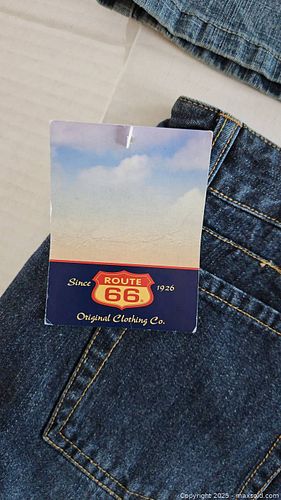 Since ROUTE 1926
66
Original Clothing Co.
Copyright 2025 - maxsold.com